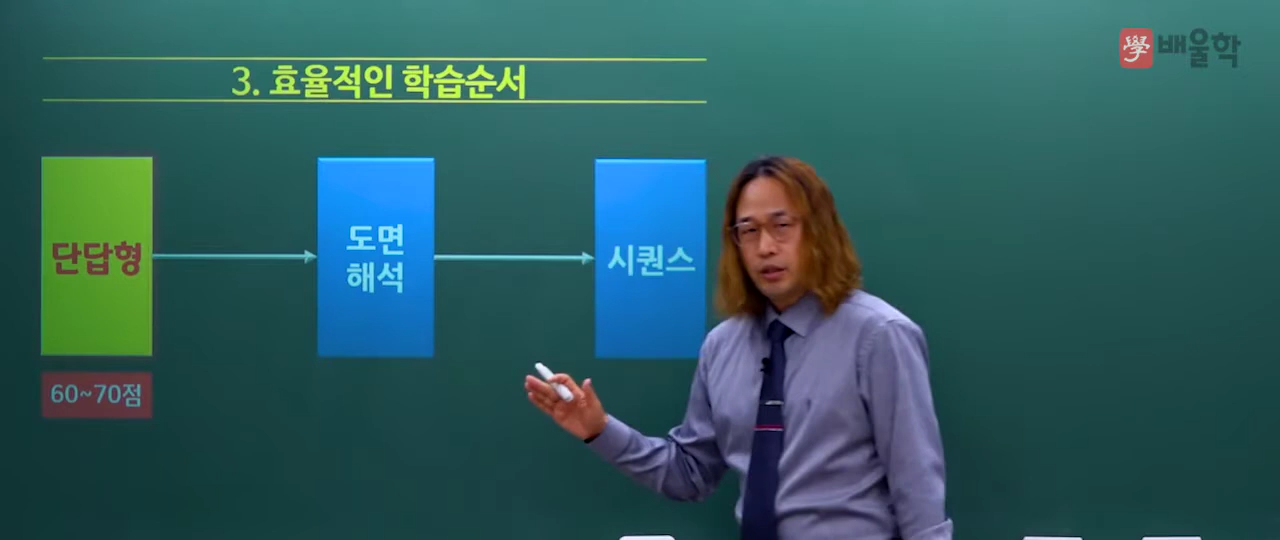 學 배울학
3. 효율적인 학습순서
단답형
도면
해석
시퀀스
60~70점